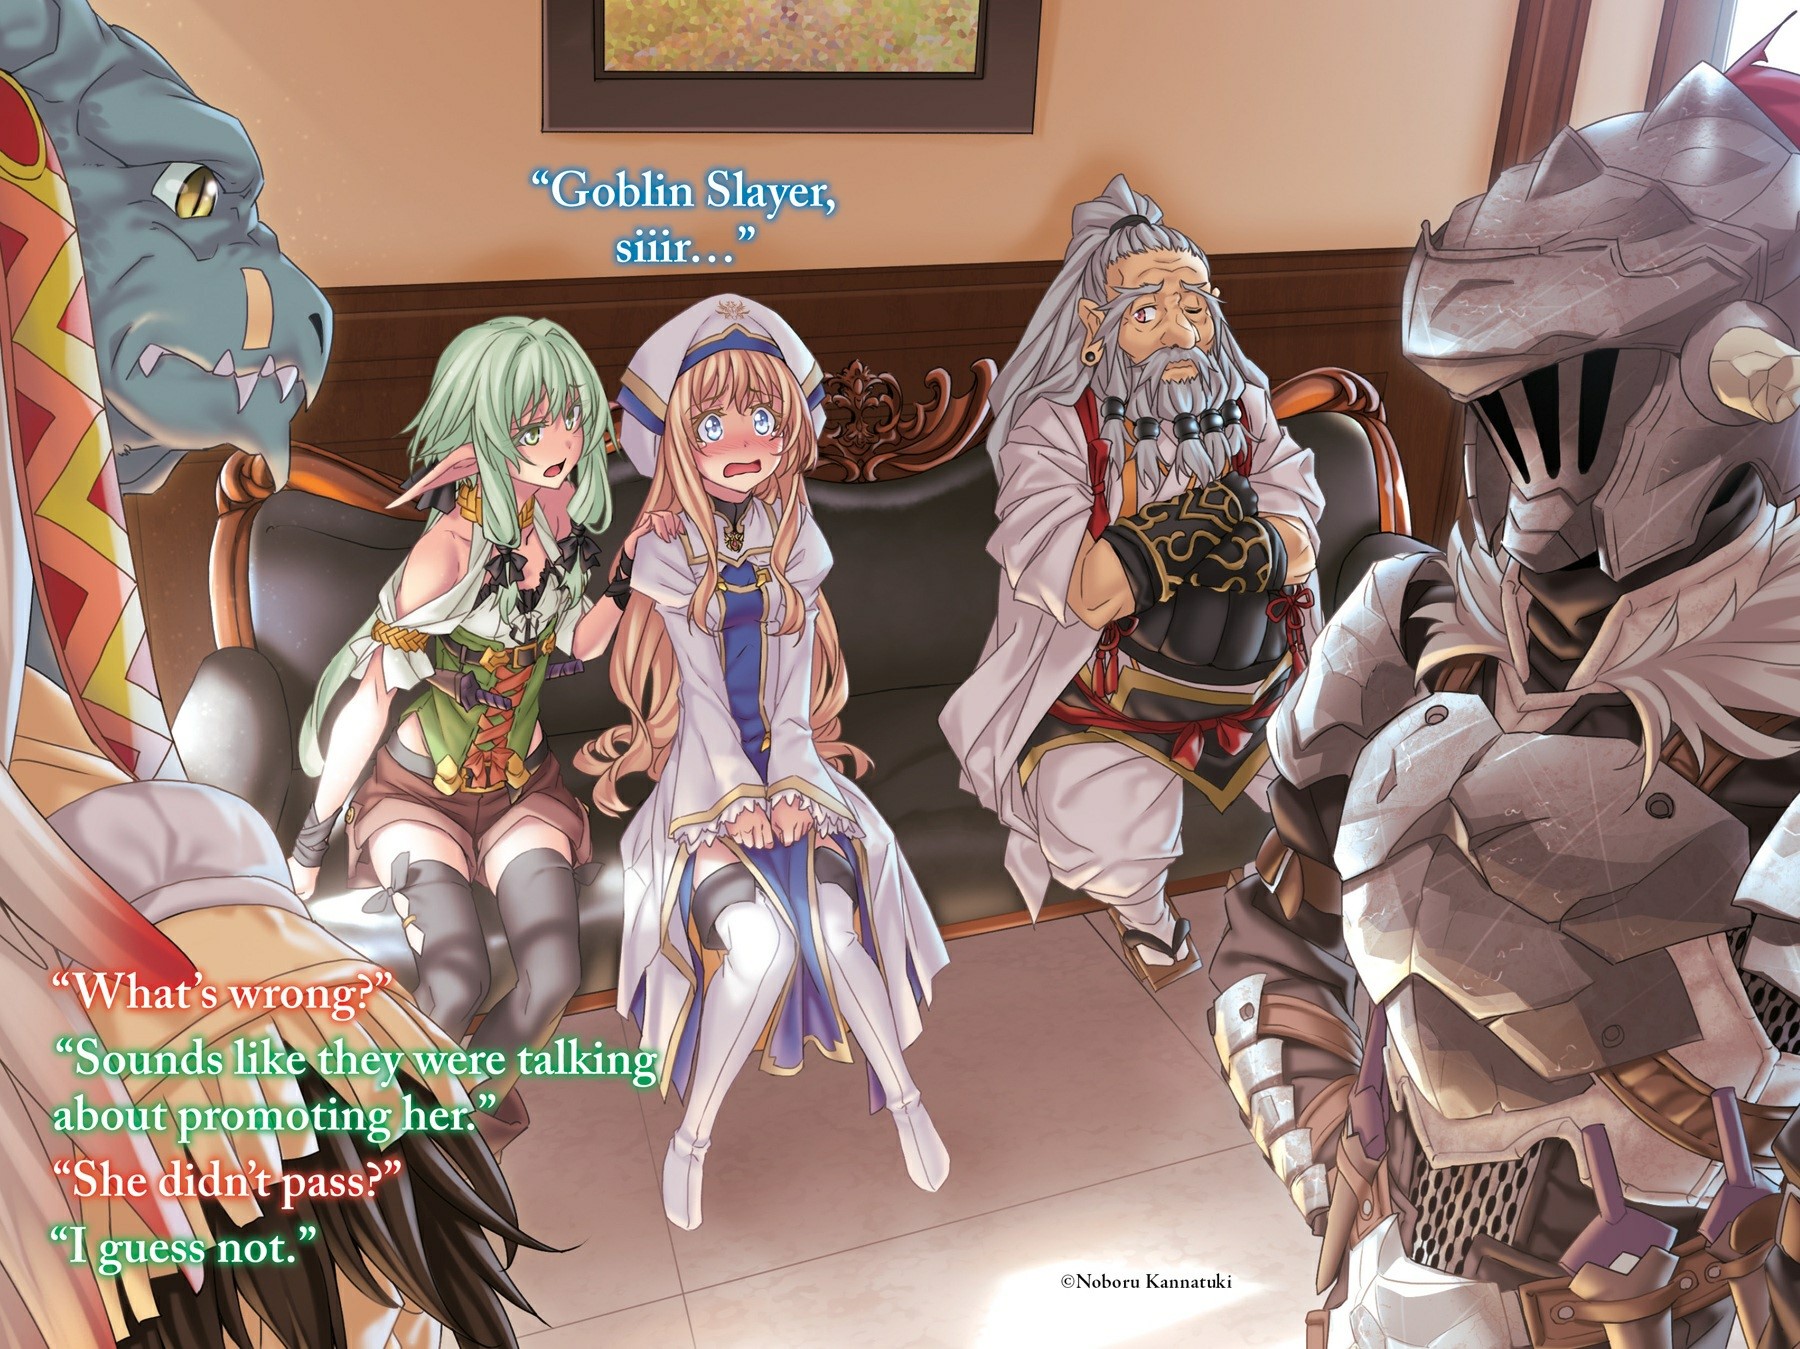 “Goblin Slayer,
siiir…”
“What’s wrong?”
“Sounds like they were talking
about promoting her.”
“She didn’t pass?”
“I guess not.”
©Noboru Kannatuki